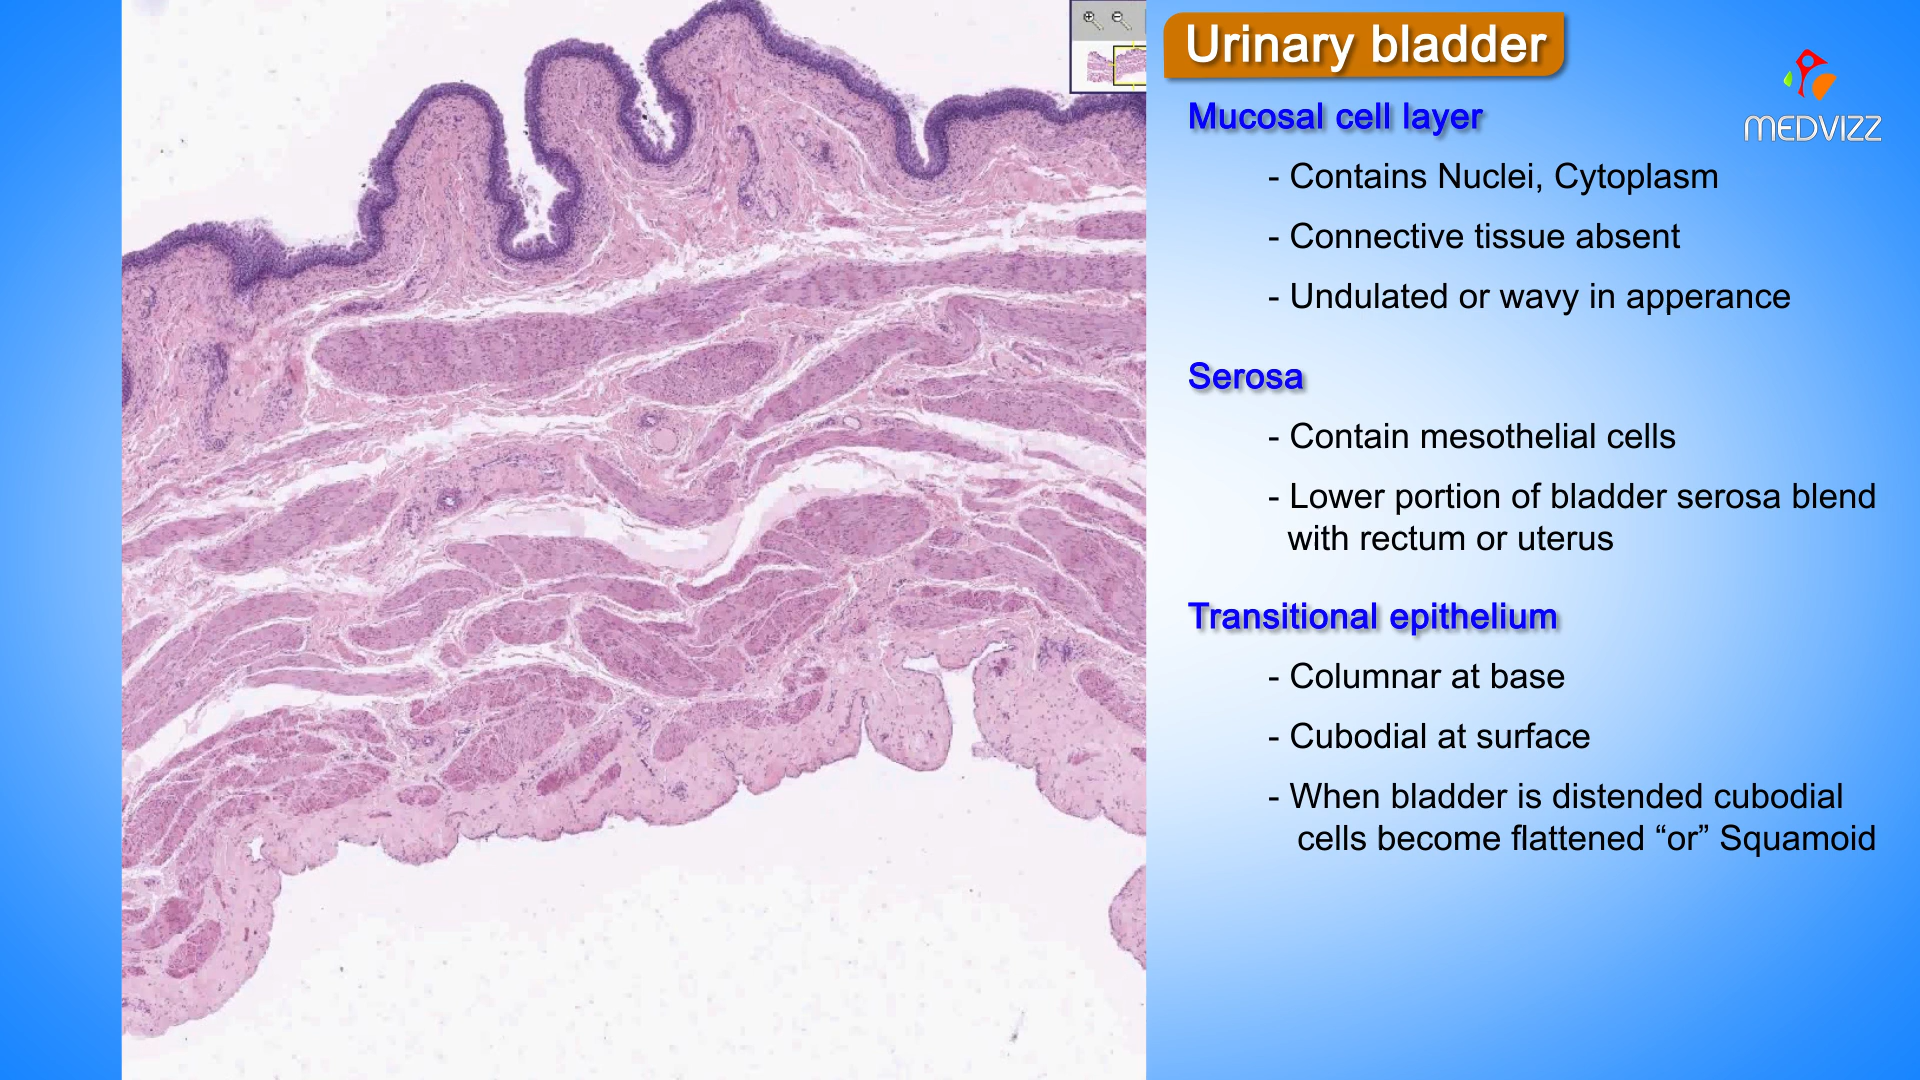 Urinary bladder
MEDVIZZ
Mucosal cell layer
- Contains Nuclei, Cytoplasm
- Connective tissue absent
- Undulated or wavy in apperance
Serosa
- Contain mesothelial cells
- Lower portion of bladder serosa blend
with rectum or uterus
Transitional epithelium
- Columnar at base
- Cubodial at surface
- When bladder is distended cubodial
cells become flattened “or” Squamoid